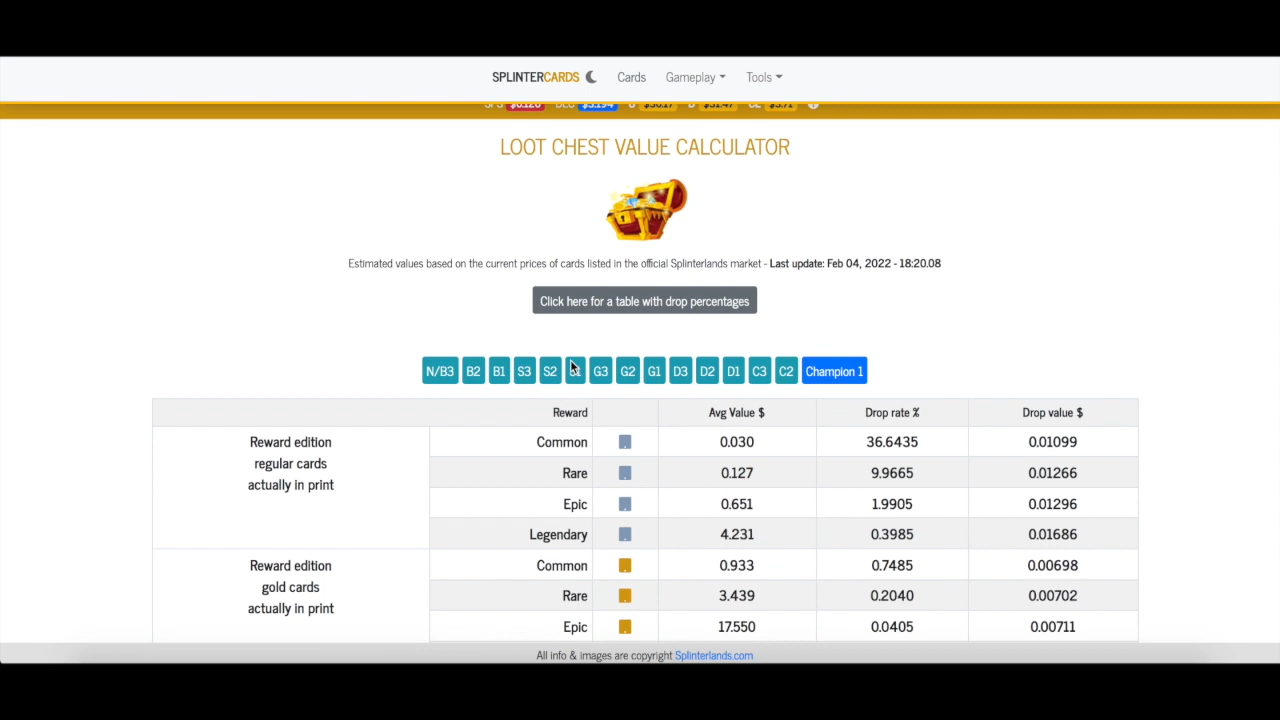 SPLINTERCARDS Cards Gameplay Tools
LOOT CHEST VALUE CALCULATOR
Estimated values based on the current prices of cards listed in the official Splinterlands market - Last update: Feb 04, 2022 - 18:20.08
Click here for a table with drop percentages
N/B3 B2 B1 S3 S2 G3 G2 G1 D3 D2 D1 C3 C2 Champion 1
Reward Avg Value $ Drop rate % Drop value $
Reward edition
regular cards
actually in print
Common 0.030 36.6435 0.01099
Rare 0.127 9.9665 0.01266
Epic 0.651 1.9905 0.01296
Legendary 4.231 0.3985 0.01686
Reward edition
gold cards
actually in print
Common 0.933 0.7485 0.00698
Rare 3.439 0.2040 0.00702
Epic 17.550 0.0405 0.00711
All info & images are copyright Splinterlands.com